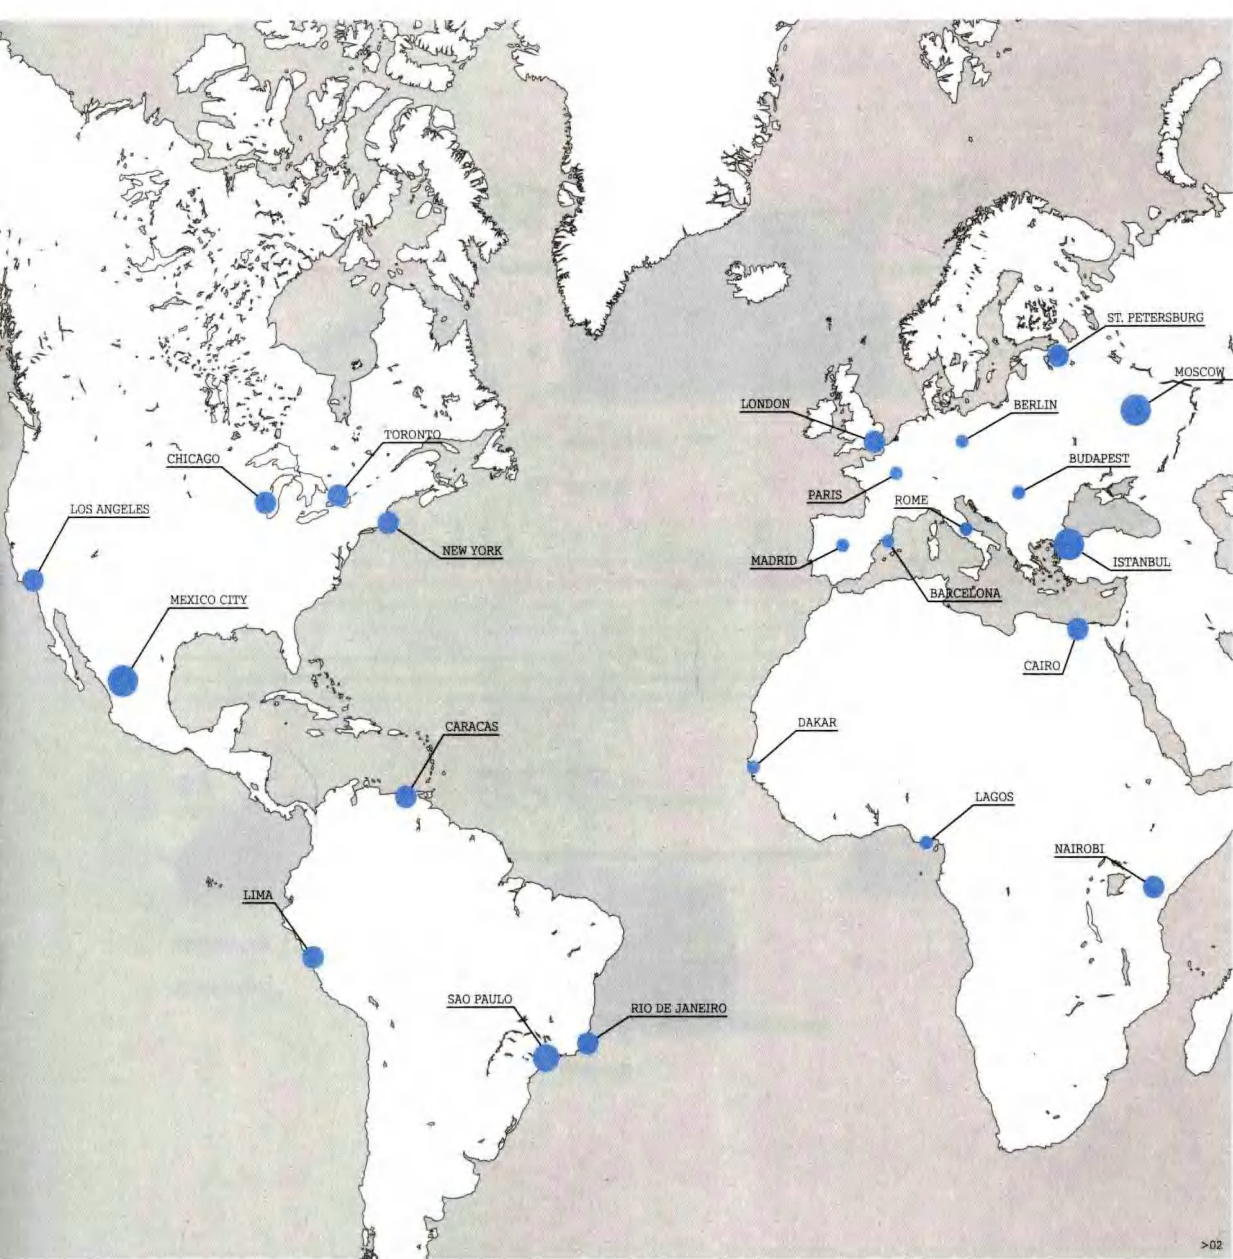 ST. PETERSBURG
MOSCOW
LONDON
BERLIN
TORONTO
CHICAGO
BUDAPEST
PARIS
ROME
LOS ANGELES
NEW YORK
MADRID
ISTANBUL
BARCELONA
MEXICO CITY
CAIRO
CARACAS
DAKAR
LAGOS
NAIROBI
LIMA
SAO PAULO
RIO DE JANEIRO
>02